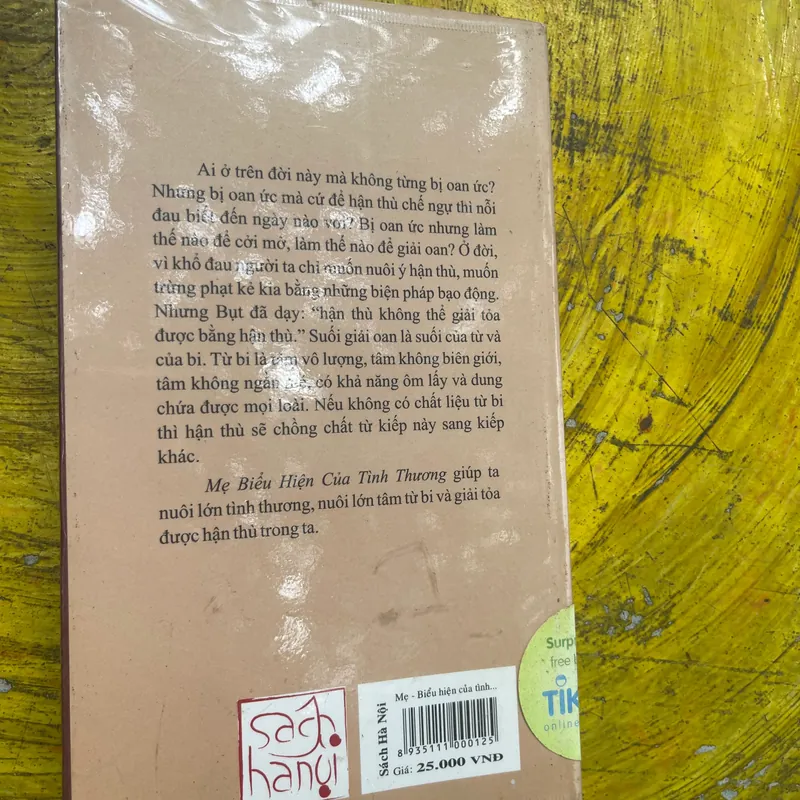 Ai ở trên đời này mà không từng bị oan ức?
Nhưng bị oan ức mà cứ để hận thù chế ngự thì nỗi
đau biết đến ngày nào vơi? Bị oan ức nhưng làm
thế nào để cởi mở, làm thế nào để giải oan? Ở đời,
vì khổ đau người ta chỉ muốn nuôi ý hận thù, muốn
trừng phạt kẻ kia bằng những biện pháp bạo động.
Nhưng Bụt đã dạy: “hận thù không thể giải tỏa
được bằng hận thù.” Suối giải oan là suối của từ và
của bi. Từ bi là tâm vô lượng, tâm không biên giới,
tâm không ngăn mé, có khả năng ôm lấy và dung
chứa được mọi loài. Nếu không có chất liệu từ bi
thì hận thù sẽ chồng chất từ kiếp này sang kiếp
khác.
Mẹ Biểu Hiện Của Tình Thương giúp ta
nuôi lớn tình thương, nuôi lớn tâm từ bi và giải tỏa
được hận thù trong ta.
Surp
free
TIK
online
sách
hanội
Sách Hà Nội
Mẹ - Biểu hiện của tình...
8 935111 000125
Giá: 25.000 VNĐ